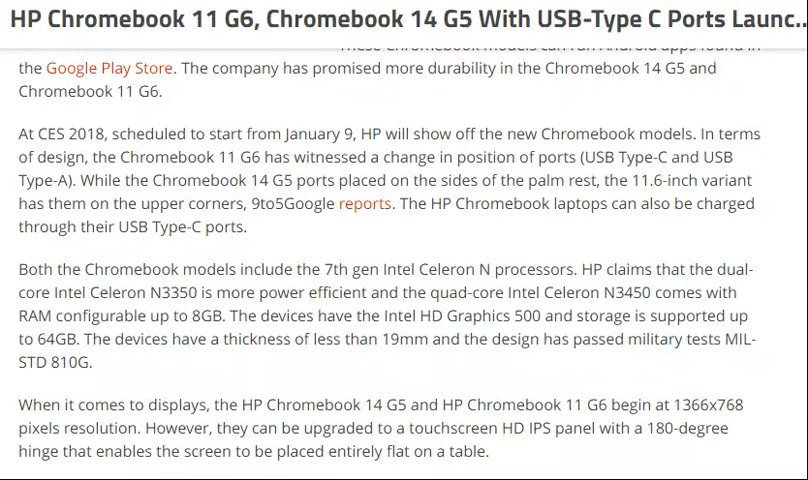 HP Chromebook 11 G6, Chromebook 14 G5 With USB-Type C Ports Launc...
These Chromebook models can run Android apps found in
the Google Play Store. The company has promised more durability in the Chromebook 14 G5 and
Chromebook 11 G6.
At CES 2018, scheduled to start from January 9, HP will show off the new Chromebook models. In terms
of design, the Chromebook 11 G6 has witnessed a change in position of ports (USB Type-C and USB
Type-A). While the Chromebook 14 G5 ports placed on the sides of the palm rest, the 11.6-inch variant
has them on the upper corners, 9to5Google reports. The HP Chromebook laptops can also be charged
through their USB Type-C ports.
Both the Chromebook models include the 7th gen Intel Celeron N processors. HP claims that the dual-
core Intel Celeron N3350 is more power efficient and the quad-core Intel Celeron N3450 comes with
RAM configurable up to 8GB. The devices have the Intel HD Graphics 500 and storage is supported up
to 64GB. The devices have a thickness of less than 19mm and the design has passed military tests MIL-
STD 810G.
When it comes to displays, the HP Chromebook 14 G5 and HP Chromebook 11 G6 begin at 1366x768
pixels resolution. However, they can be upgraded to a touchscreen HD IPS panel with a 180-degree
hinge that enables the screen to be placed entirely flat on a table.